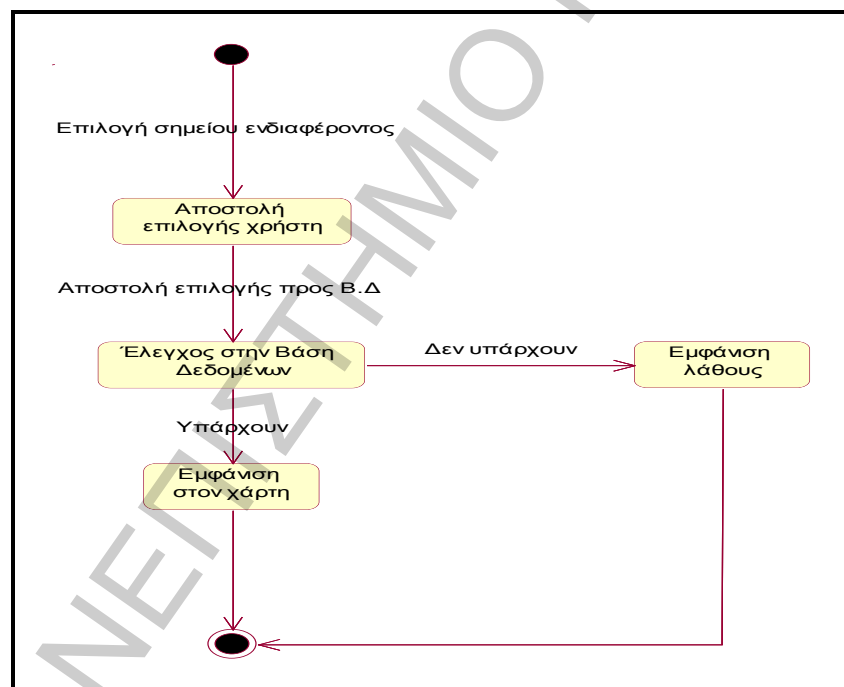 Επιλογή σημείου ενδιαφέροντος
Αποστολή
επιλογής χρήστη
Αποστολή επιλογής προς Β.Δ
Έλεγχος στην Βάση
Δεδομένων
Δεν υπάρχουν
Εμφάνιση
λάθους
Υπάρχουν
Εμφάνιση
στον χάρτη
ΝΕΠΙΣΤΗΜΙΟ